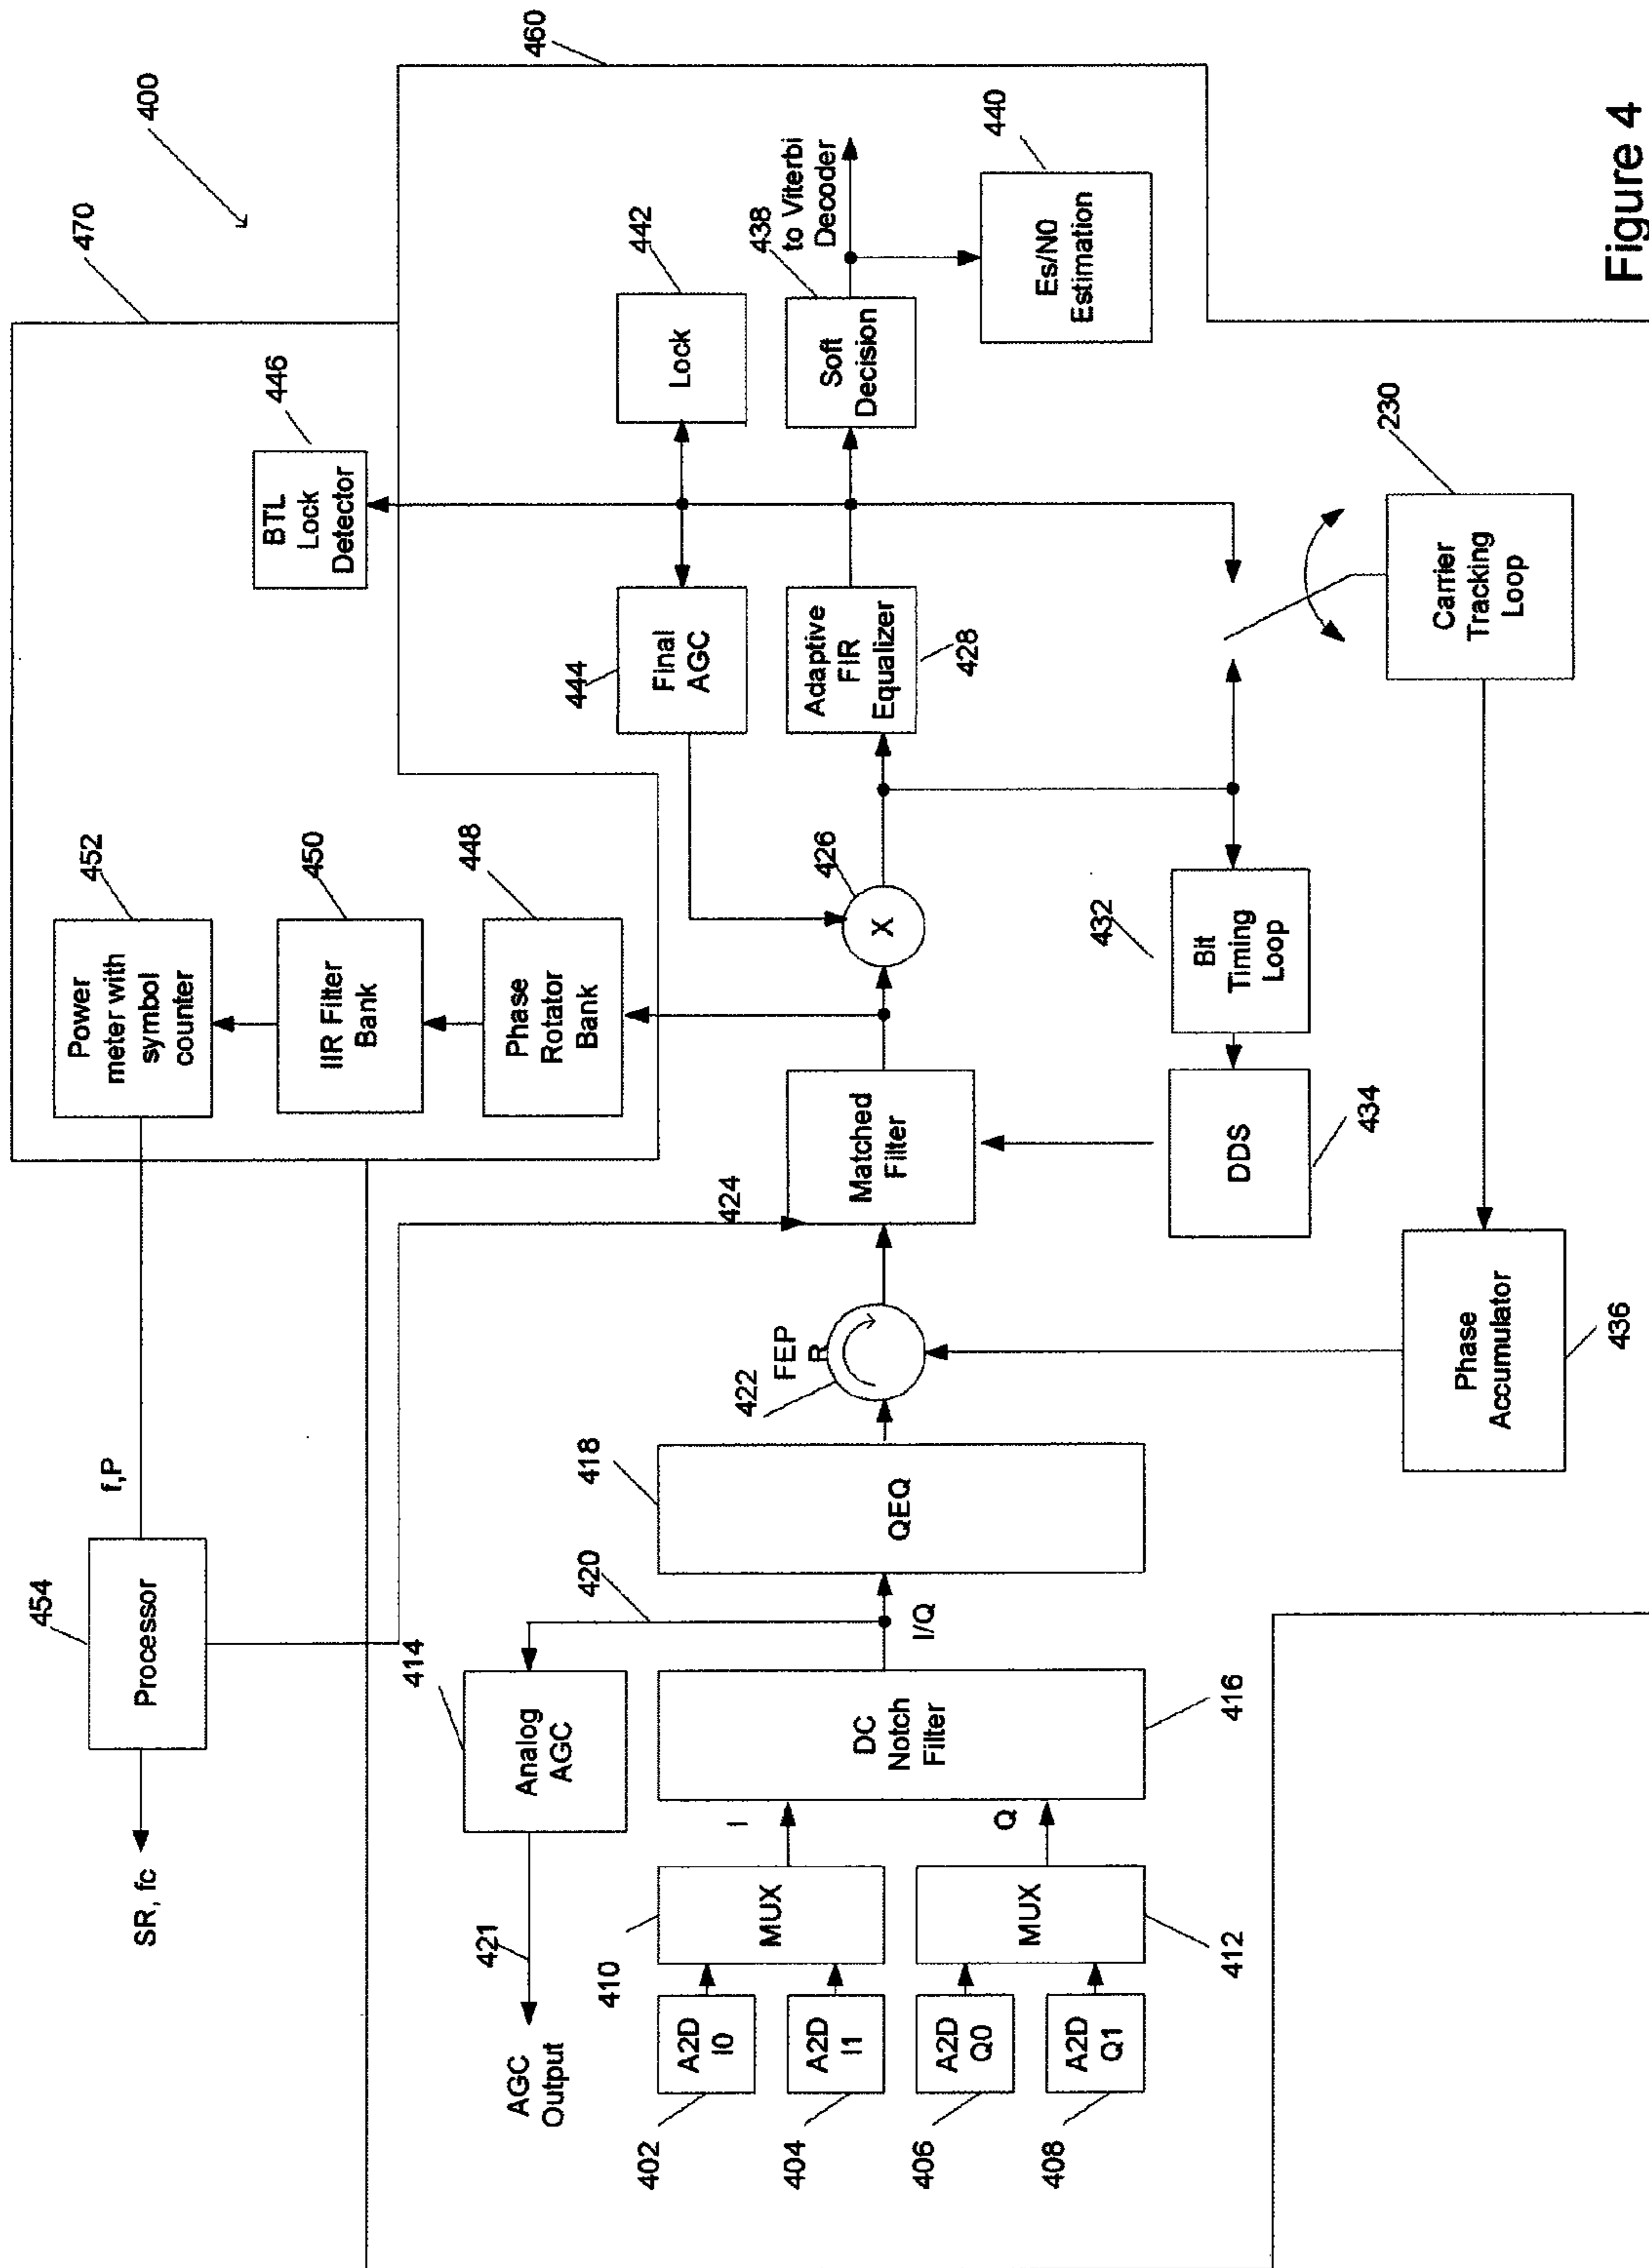 400
470
460
454
Processor
f,P
SR, fc
452
Power
meter with
symbol
counter
450
IIR Filter
Bank
448
Phase
Rotator
Bank
446
BTL
Lock
Detector
414
Analog
AGC
421
AGC
Output
420
444
Final
AGC
442
Lock
402
A2D
I0
404
A2D
I1
406
A2D
Q0
408
A2D
Q1
410
MUX
412
MUX
I
Q
DC
Notch
Filter
416
I/Q
418
QEQ
422
FEP
R
424
Matched
Filter
426
X
Adaptive
FIR
Equalizer
428
Soft
Decision
438
to Viterbi
Decoder
440
Es/N0
Estimation
432
Bit
Timing
Loop
DDS
434
230
Carrier
Tracking
Loop
Phase
Accumulator
436
Figure 4